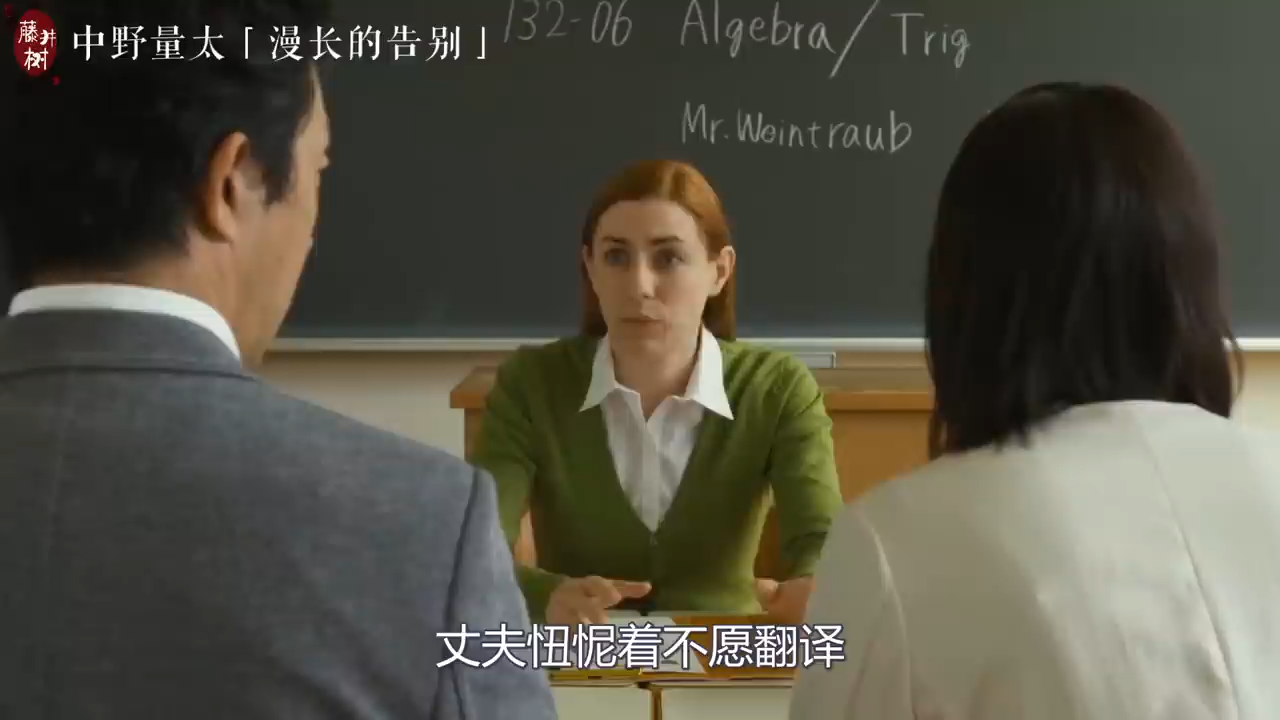 藤井树
中野量太「漫长的告别」
132-06 Algebra/Trig
Mr. Weintraub
丈夫忸怩着不愿翻译